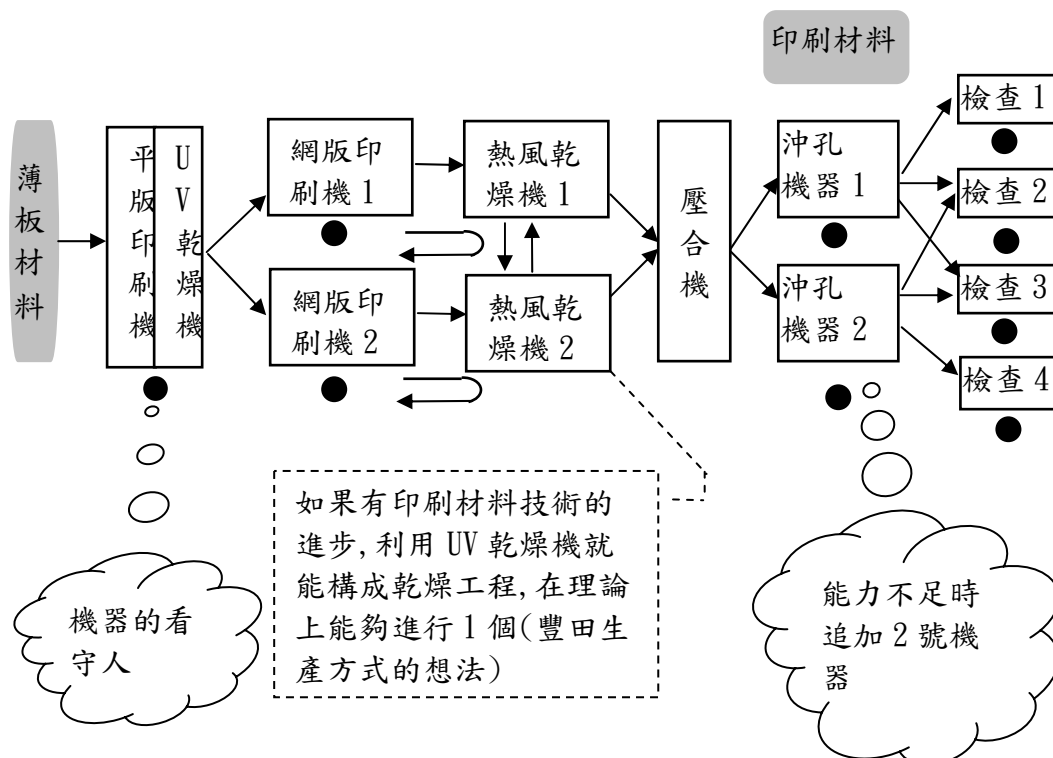 印刷材料
薄板材料
平版印刷機
UV乾燥機
網版印
刷機1
熱風乾
燥機1
網版印
刷機2
熱風乾
燥機2
壓合機
沖孔
機器1
沖孔
機器2
檢查1
檢查2
檢查3
檢查4
機器的看
守人
如果有印刷材料技術的
進步,利用 UV 乾燥機就
能構成乾燥工程,在理論
上能夠進行1個(豐田生
產方式的想法)
能力不足時
追加2號機
器